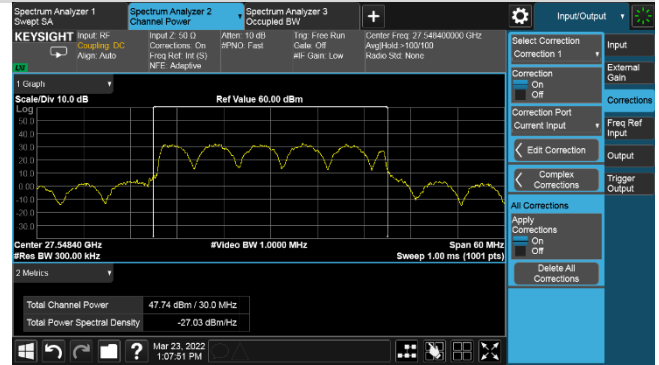 Spectrum Analyzer 1
Swept SA
Spectrum Analyzer 2
Channel Power
Spectrum Analyzer 3
Occupied BW
KEYSIGHT
Input: RF
Coupling: DC
Align: Auto
Input Z: 50 Ω
Corrections: On
Freq Ref: Int (S)
NFE: Adaptive
Atten: 10 dB
#PNO: Fast
Trig: Free Run
Gate: Off
#IF Gain: Low
Center Freq: 27.548400000 GHz
Avg|Hold:>100/100
Radio Std: None
LXI
1 Graph
Scale/Div 10.0 dB
Ref Value 60.00 dBm
Log
50.0
40.0
30.0
20.0
10.0
0.00
-10.0
-20.0
-30.0
Center 27.54840 GHz
#Video BW 1.0000 MHz
Span 60 MHz
#Res BW 300.00 kHz
Sweep 1.00 ms (1001 pts)
2 Metrics
Total Channel Power
47.74 dBm / 30.0 MHz
Total Power Spectral Density
-27.03 dBm/Hz
Mar 23, 2022
1:07:51 PM
?
Input/Output
Select Correction
Correction 1
Correction
On
Off
Correction Port
Current Input
Edit Correction
Complex
Corrections
All Corrections
Apply
Corrections
On
Off
Delete All
Corrections
Input
External
Gain
Corrections
Freq Ref
Input
Output
Trigger
Output